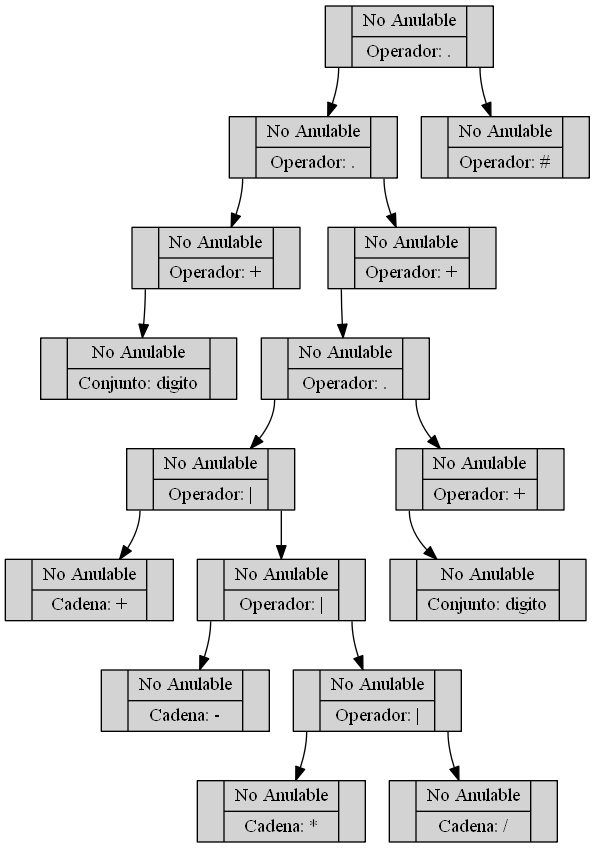 No Anulable
Operador: .
No Anulable
Operador: .
No Anulable
Operador: #
No Anulable
Operador: +
No Anulable
Operador: +
No Anulable
Conjunto: digito
No Anulable
Operador: .
No Anulable
Operador: |
No Anulable
Operador: +
No Anulable
Cadena: +
No Anulable
Operador: |
No Anulable
Conjunto: digito
No Anulable
Cadena: -
No Anulable
Operador: |
No Anulable
Cadena: *
No Anulable
Cadena: /